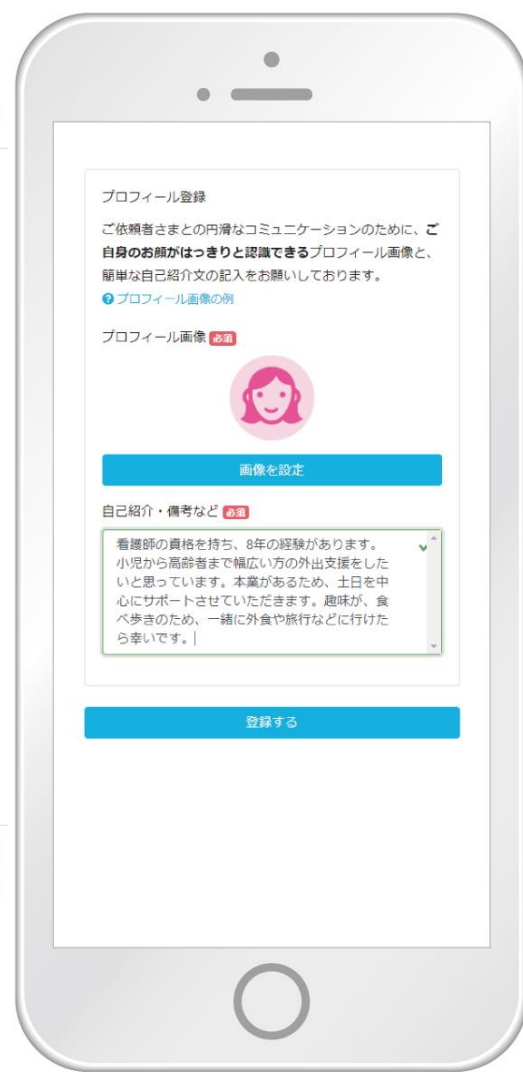 プロフィール登録
ご依頼者さまとの円滑なコミュニケーションのために、ご
自身のお顔がはっきりと認識できるプロフィール画像と、
簡単な自己紹介文の記入をお願いしております。
プロフィール画像の例
プロフィール画像 必須
画像を設定
自己紹介・備考など 必須
看護師の資格を持ち、8年の経験があります。
小児から高齢者まで幅広い方の外出支援をした
いと思っています。本業があるため、土日を中
心にサポートさせていただきます。趣味が、食
べ歩きのため、一緒に外食や旅行などに行けた
ら幸いです。
登録する